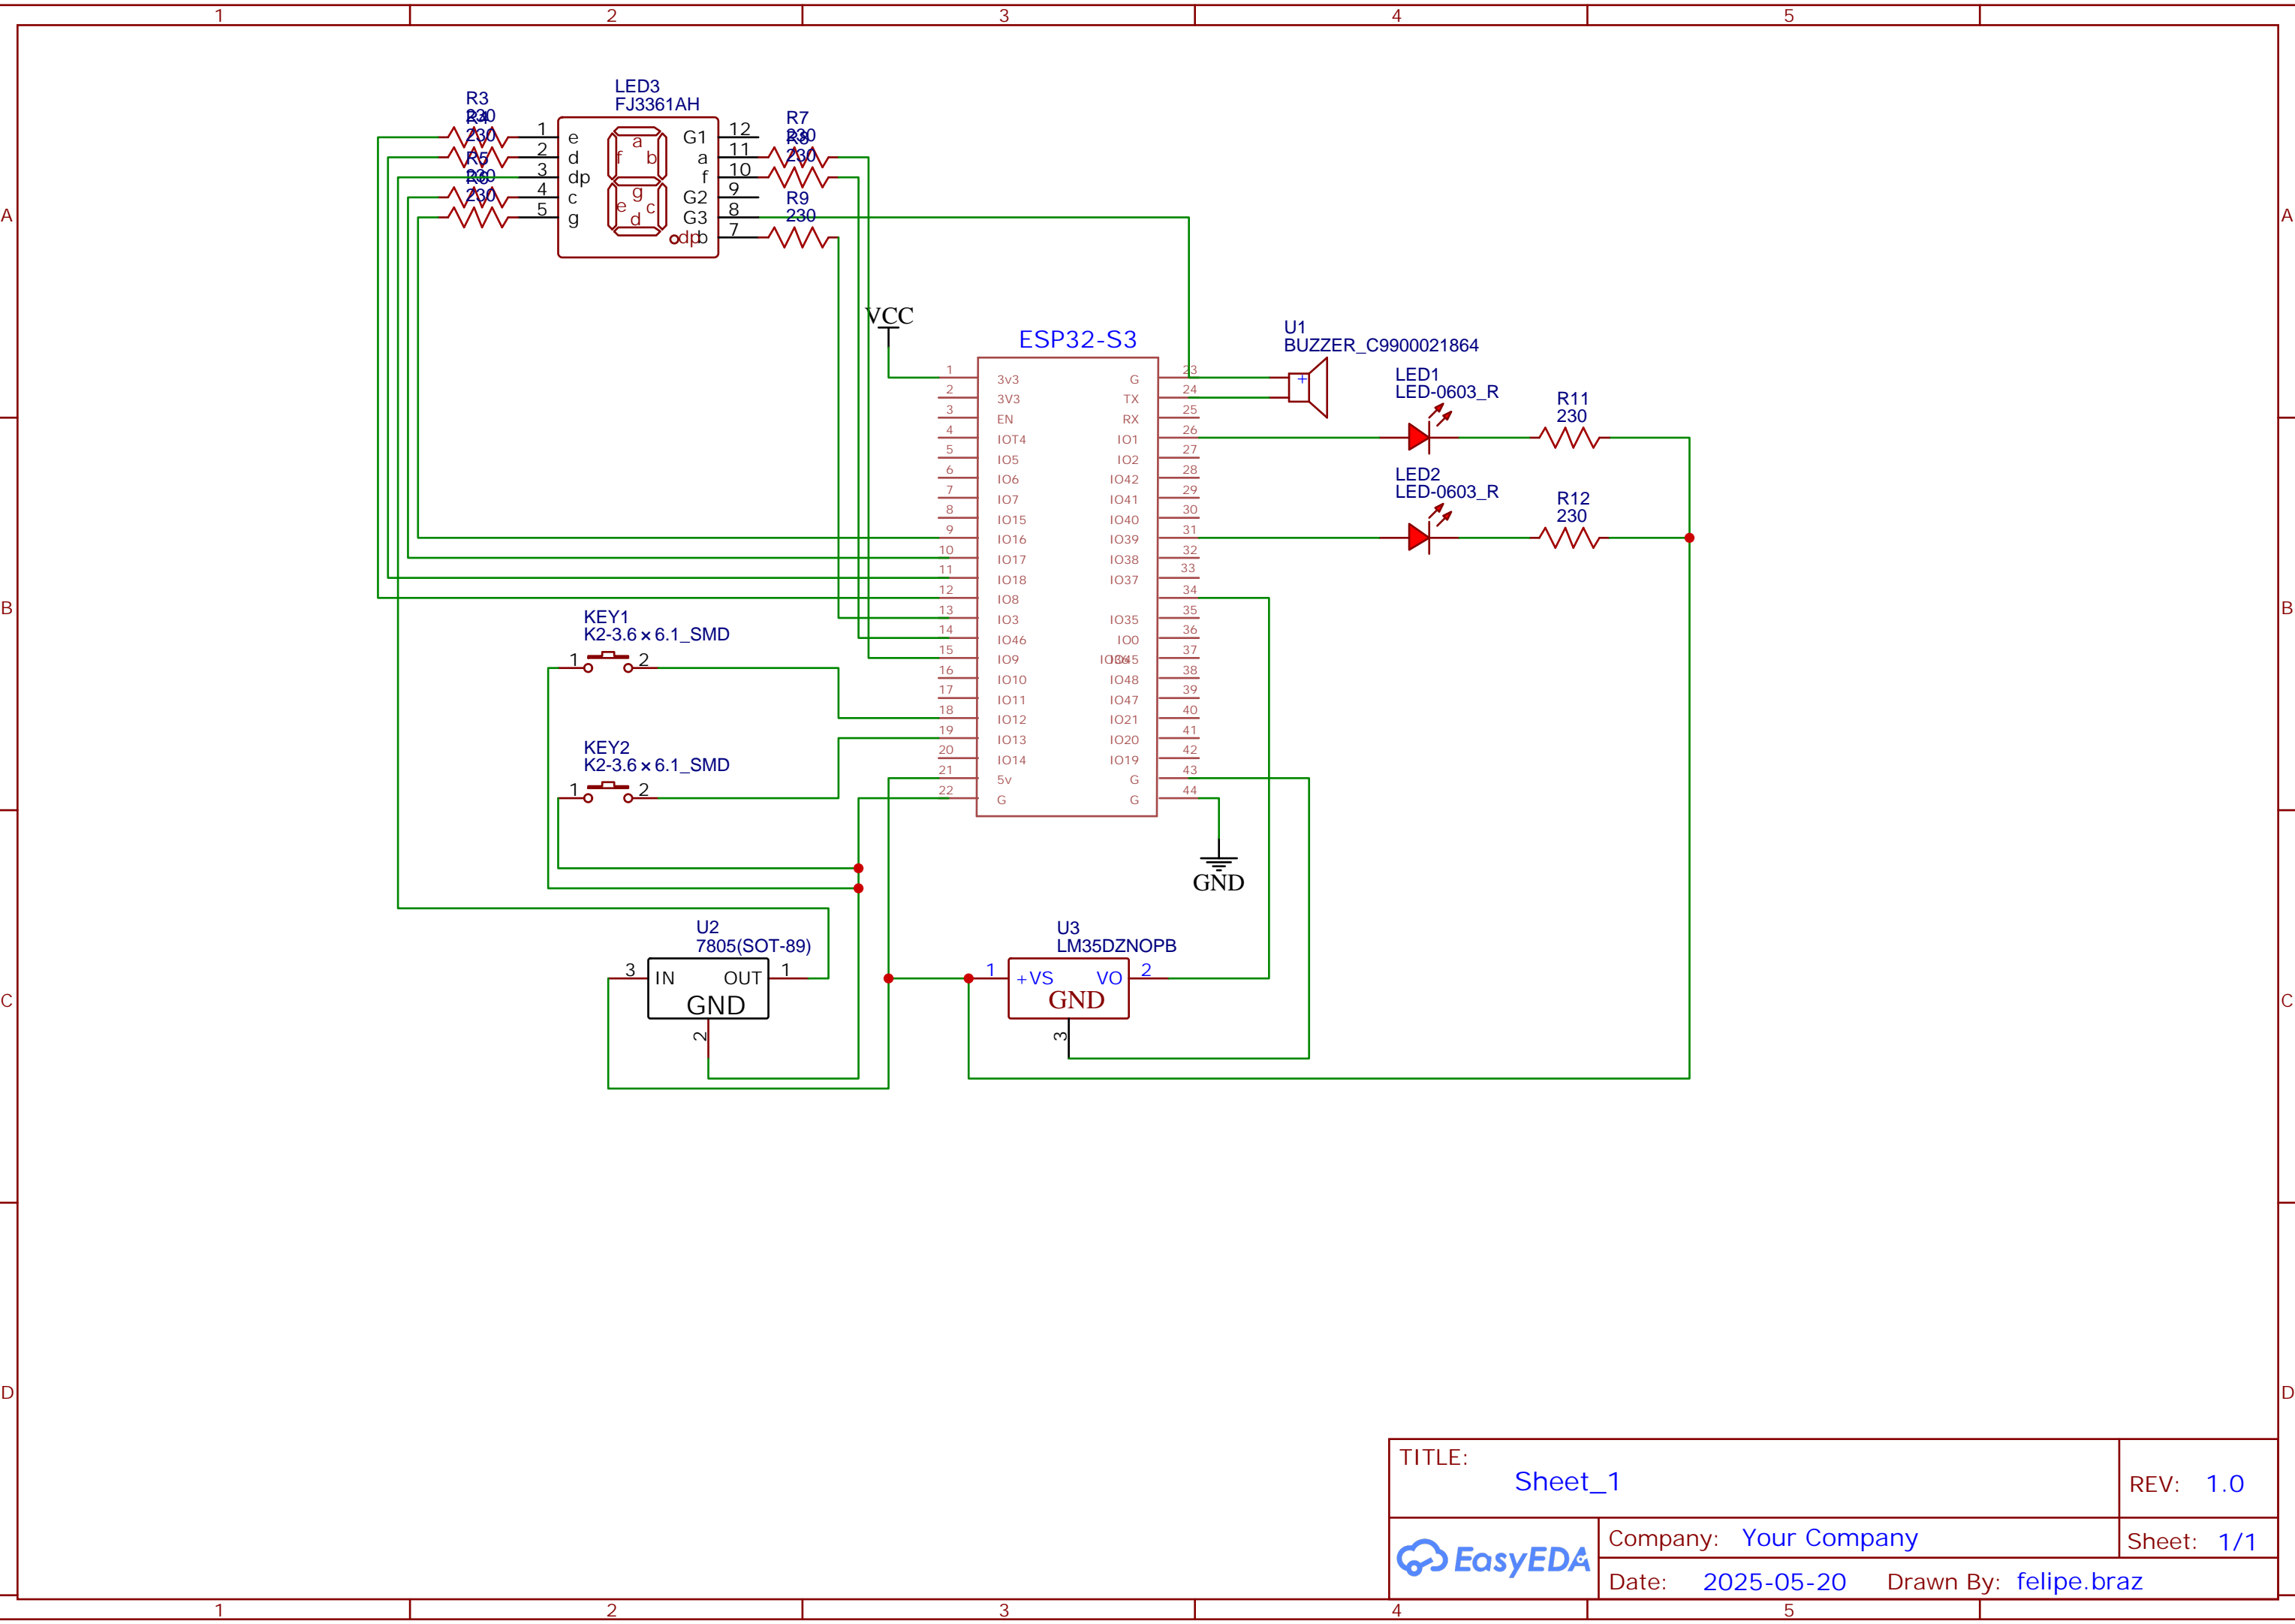 1 2 3 4 5
A A
B B
C C
D D
LED3
FJ3361AH
R3
230
R4
230
R5
230
R6
230
1 e
2 d
3 dp
4 c
5 g
a
f b
g
e c
d
dp
G1 12
a 11
f 10
G2 9
G3 8
b 7
R7
230
R8
230
R9
230
VCC
ESP32-S3
1 3v3
2 3V3
3 EN
4 IOT4
5 IO5
6 IO6
7 IO7
8 IO15
9 IO16
10 IO17
11 IO18
12 IO8
13 IO3
14 IO46
15 IO9
16 IO10
17 IO11
18 IO12
19 IO13
20 IO14
21 5v
22 G
G 23
TX 24
RX 25
IO1 26
IO2 27
IO42 28
IO41 29
IO40 30
IO39 31
IO38 32
IO37 33
34
IO35 35
IO0 36
IO45 37
IO48 38
IO47 39
IO21 40
IO20 41
IO19 42
G 43
G 44
U1
BUZZER_C9900021864
+
LED1
LED-0603_R
R11
230
LED2
LED-0603_R
R12
230
KEY1
K2-3.6×6.1_SMD
1 2
KEY2
K2-3.6×6.1_SMD
1 2
GND
U2
7805(SOT-89)
3 IN OUT 1
GND
2
U3
LM35DZNOPB
1 +VS VO 2
GND
3
TITLE:
Sheet_1
REV: 1.0
EasyEDA
Company: Your Company
Sheet: 1/1
Date: 2025-05-20 Drawn By: felipe.braz
1 2 3 4 5